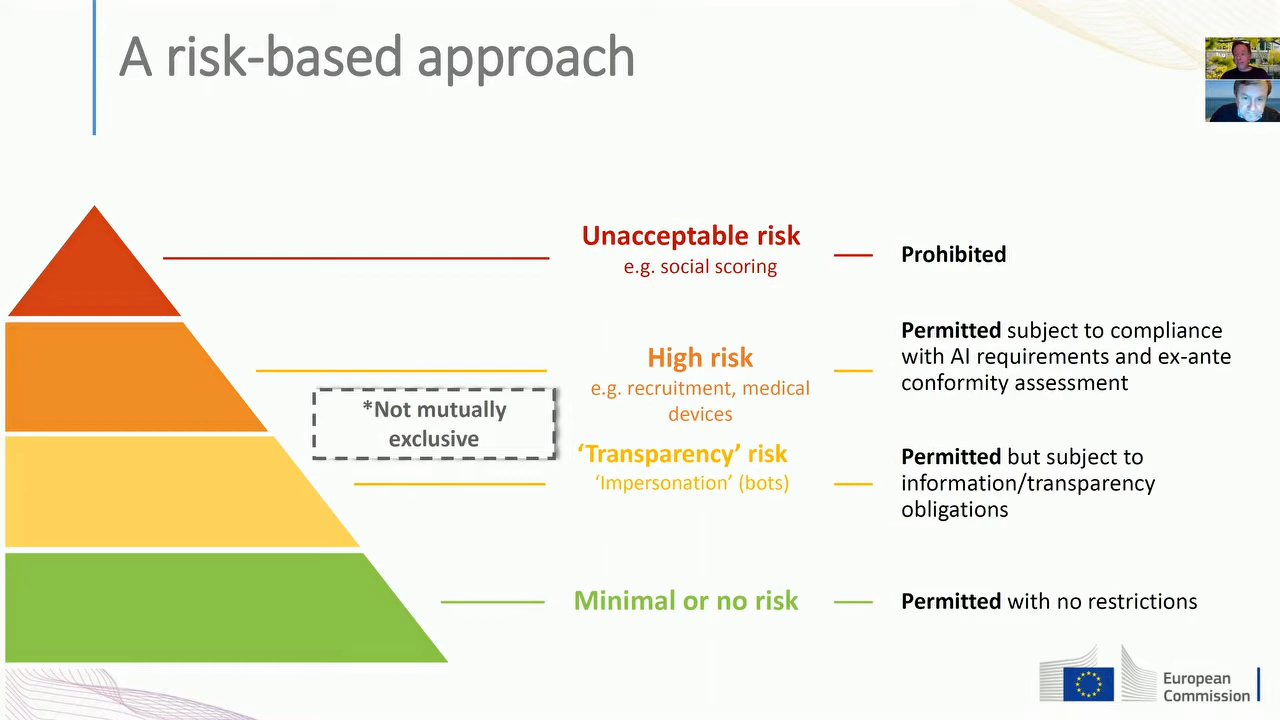 A risk-based approach
Unacceptable risk
e.g. social scoring
Prohibited
High risk
e.g. recruitment, medical
devices
Permitted subject to compliance
with AI requirements and ex-ante
conformity assessment
*Not mutually
exclusive
‘Transparency’ risk
‘Impersonation’ (bots)
Permitted but subject to
information/transparency
obligations
Minimal or no risk
Permitted with no restrictions
European
Commission